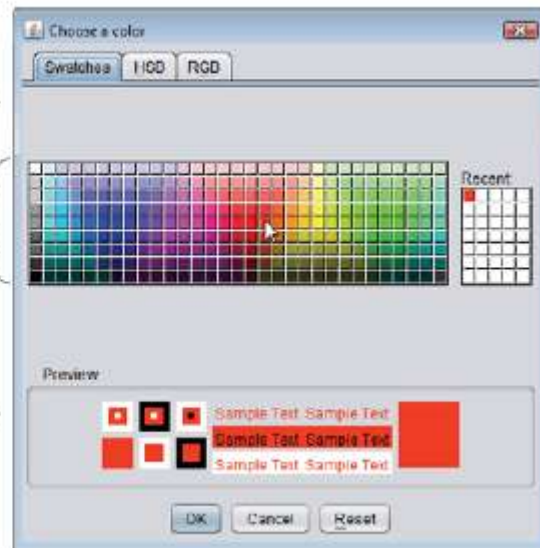 Choose a color
Swatches HSB RGB
Recent
Preview
Sample Text Sample Text
Sample Text Sample Text
Sample Text Sample Text
OK Cancel Reset